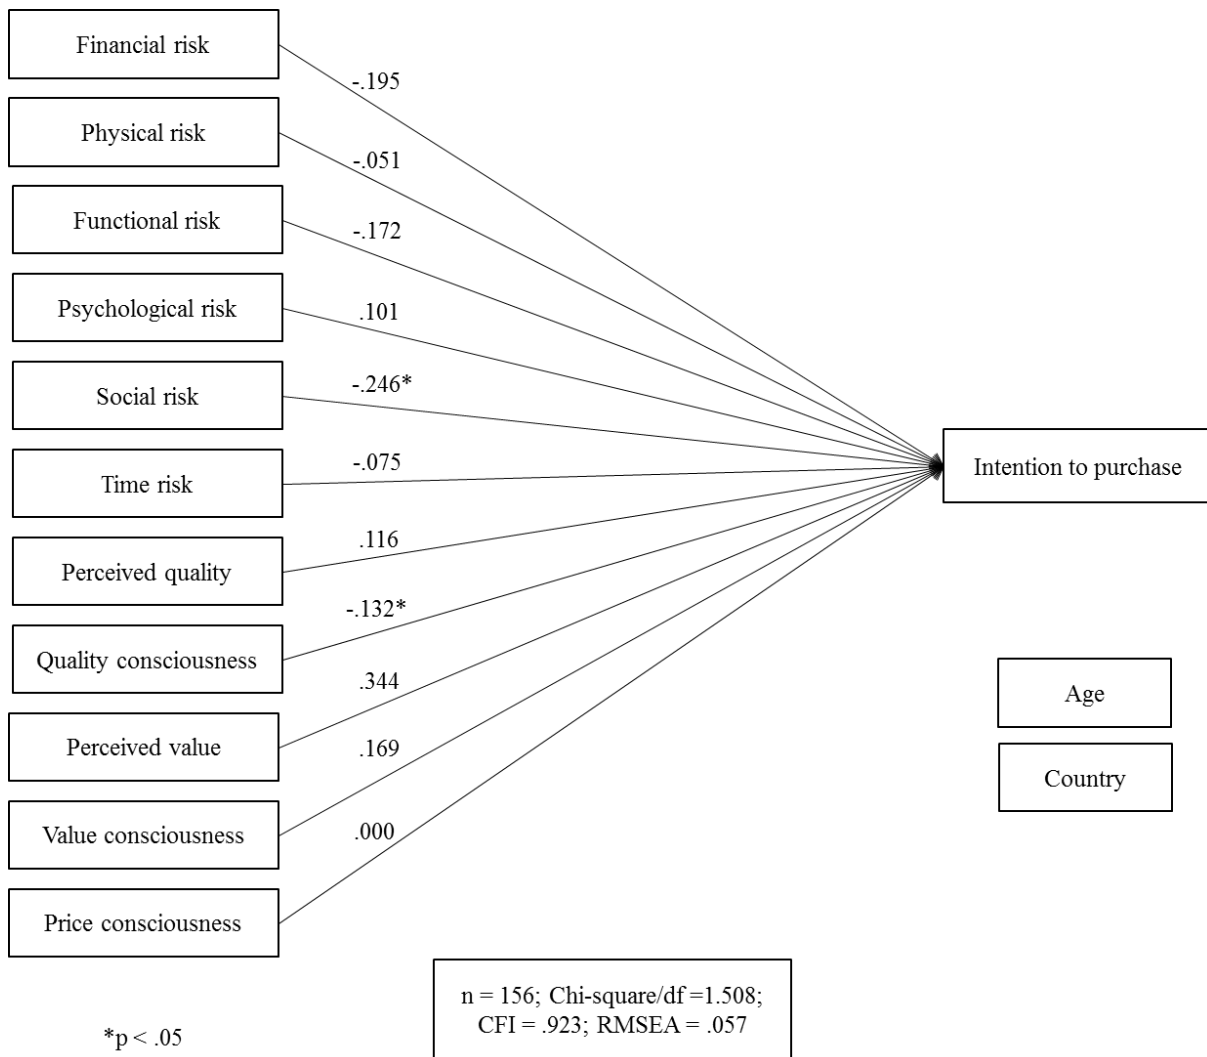 Financial risk
-.195
Physical risk
-.051
Functional risk
-.172
Psychological risk
.101
Social risk
-.246*
Time risk
-.075
Perceived quality
.116
Quality consciousness
-.132*
Perceived value
.344
Value consciousness
.169
Price consciousness
.000
Intention to purchase
Age
Country
n = 156; Chi-square/df =1.508;
CFI = .923; RMSEA = .057
*p < .05